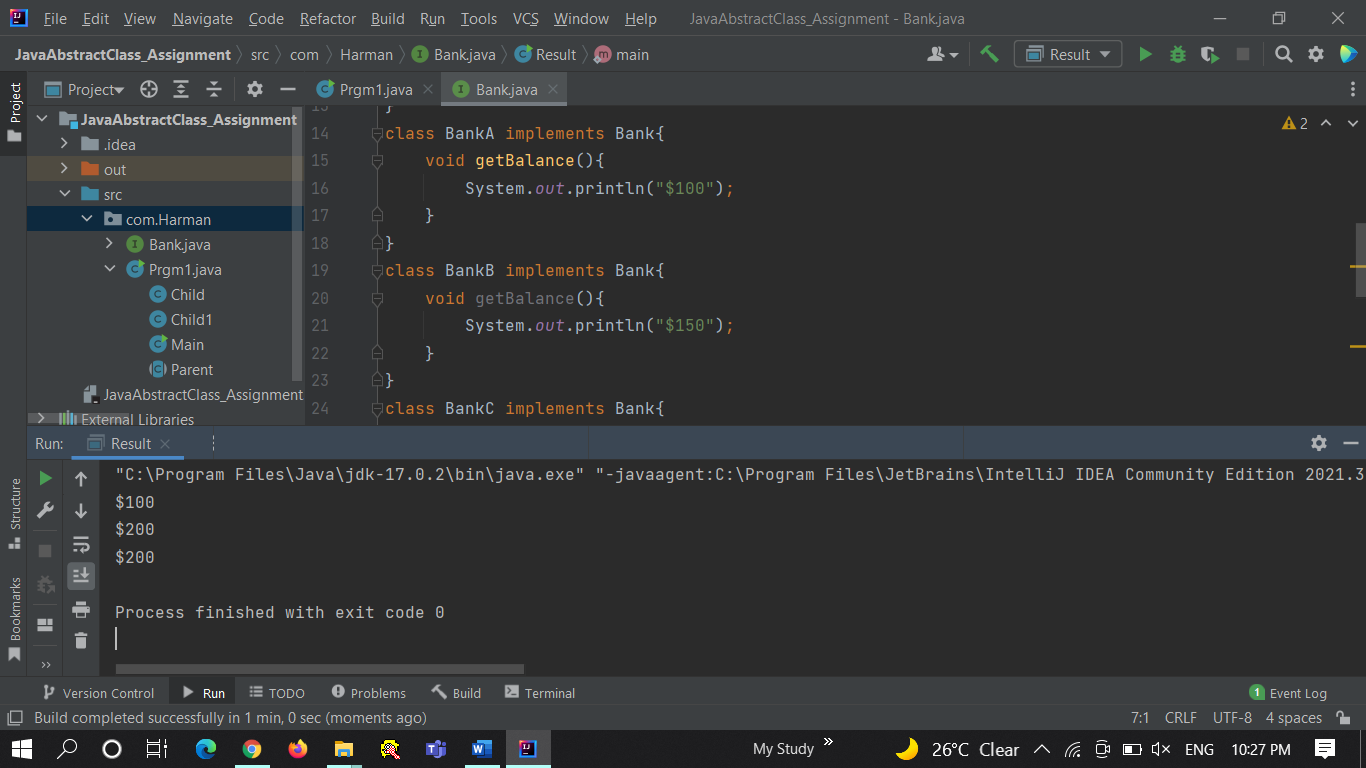 File Edit View Navigate Code Refactor Build Run Tools VCS Window Help JavaAbstractClass_Assignment - Bank.java
JavaAbstractClass_Assignment src com Harman Bank.java Result main Result
Project
Project
Prgm1.java Bank.java
JavaAbstractClass_Assignment
.idea
out
src
com.Harman
Bank.java
Prgm1.java
Child
Child1
Main
Parent
JavaAbstractClass_Assignment
External Libraries
13 }
14 class BankA implements Bank{
15 void getBalance(){
16 System.out.println("$100");
17 }
18 }
19 class BankB implements Bank{
20 void getBalance(){
21 System.out.println("$150");
22 }
23 }
24 class BankC implements Bank{
2
Run: Result
"C:\Program Files\Java\jdk-17.0.2\bin\java.exe" "-javaagent:C:\Program Files\JetBrains\IntelliJ IDEA Community Edition 2021.3
$100
$200
$200
Process finished with exit code 0
Structure
Bookmarks
Version Control Run TODO Problems Build Terminal 1 Event Log
Build completed successfully in 1 min, 0 sec (moments ago) 7:1 CRLF UTF-8 4 spaces
My Study 26°C Clear ENG 10:27 PM